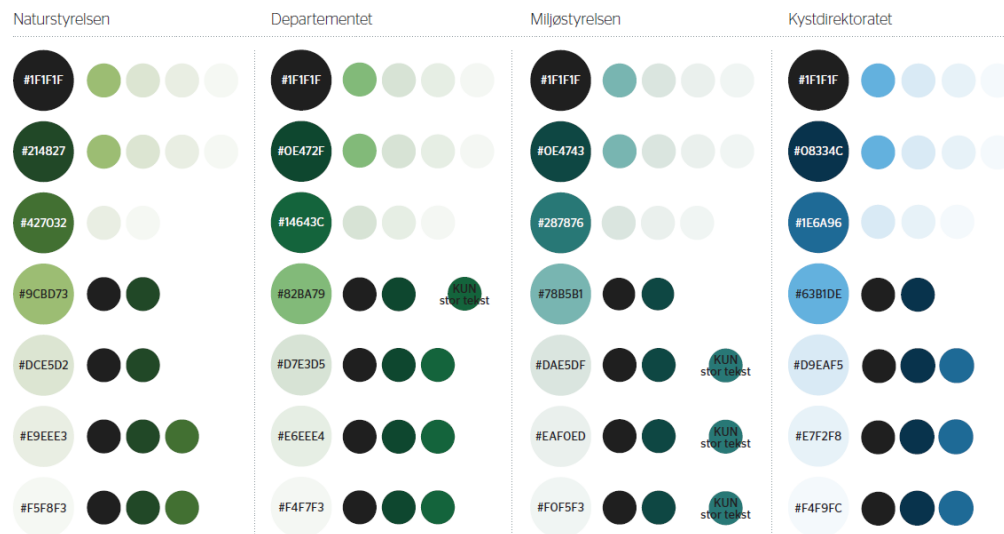 Naturstyrelsen
Departementet
Miljøstyrelsen
Kystdirektoratet
#1F1F1F
#1F1F1F
#1F1F1F
#1F1F1F
#214827
#0E472F
#0E4743
#08334C
#427032
#14643C
#287876
#1E6A96
#9CBD73
#82BA79
KUN
stor tekst
#78B5B1
#63B1DE
#DCE5D2
#D7E3D5
#DAE5DF
KUN
stor tekst
#D9EAF5
#E9EEE3
#E6EEE4
#EAF0ED
KUN
stor tekst
#E7F2F8
#F5F8F3
#F4F7F3
#F0F5F3
KUN
stor tekst
#F4F9FC